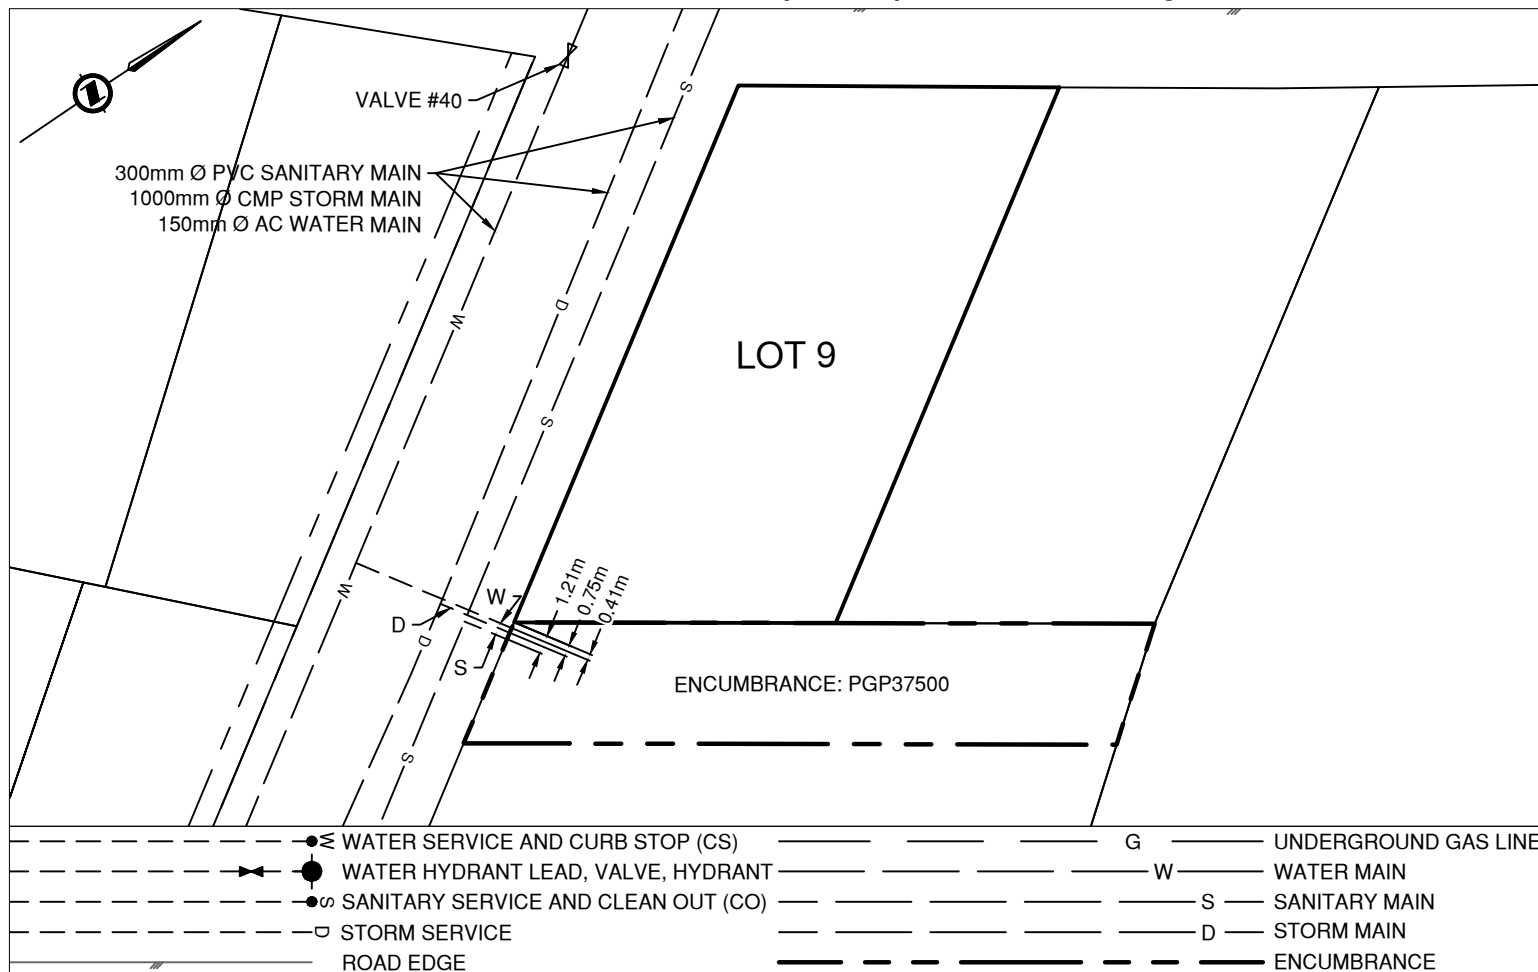 VALVE #40
300mm Ø PVC SANITARY MAIN
1000mm Ø CMP STORM MAIN
150mm Ø AC WATER MAIN
S
D
W
S
LOT 9
W
W
D
S
1.21m
0.75m
0.41m
D
S
ENCUMBRANCE: PGP37500
W WATER SERVICE AND CURB STOP (CS)
WATER HYDRANT LEAD, VALVE, HYDRANT
S SANITARY SERVICE AND CLEAN OUT (CO)
D STORM SERVICE
ROAD EDGE
G UNDERGROUND GAS LINE
W WATER MAIN
S SANITARY MAIN
D STORM MAIN
ENCUMBRANCE